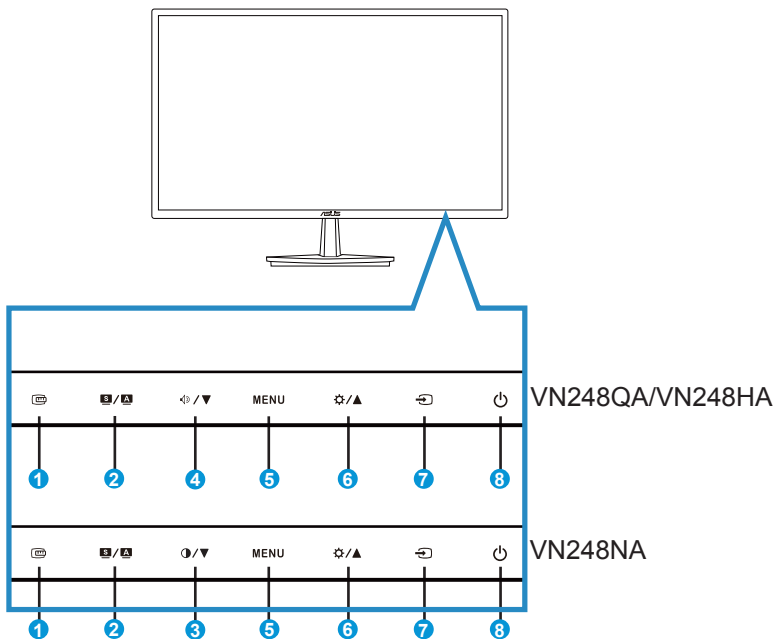 ASUS
S/A / MENU / VN248QA/VN248HA
1 2 4 5 6 7 8
S/A / MENU / VN248NA
1 2 3 5 6 7 8